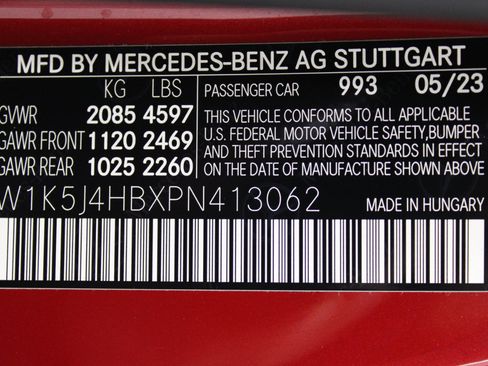 MFD BY MERCEDES-BENZ AG STUTTGART
KG LBS
PASSENGER CAR 993 05/23
GVWR 2085 4597
GAWR FRONT 1120 2469
GAWR REAR 1025 2260
THIS VEHICLE CONFORMS TO ALL APPLICABLE
U.S. FEDERAL MOTOR VEHICLE SAFETY, BUMPER
AND THEFT PREVENTION STANDARDS IN EFFECT
ON THE DATE OF MANUFACTURE SHOWN ABOVE.
W1K5J4HBXPN413062
MADE IN HUNGARY